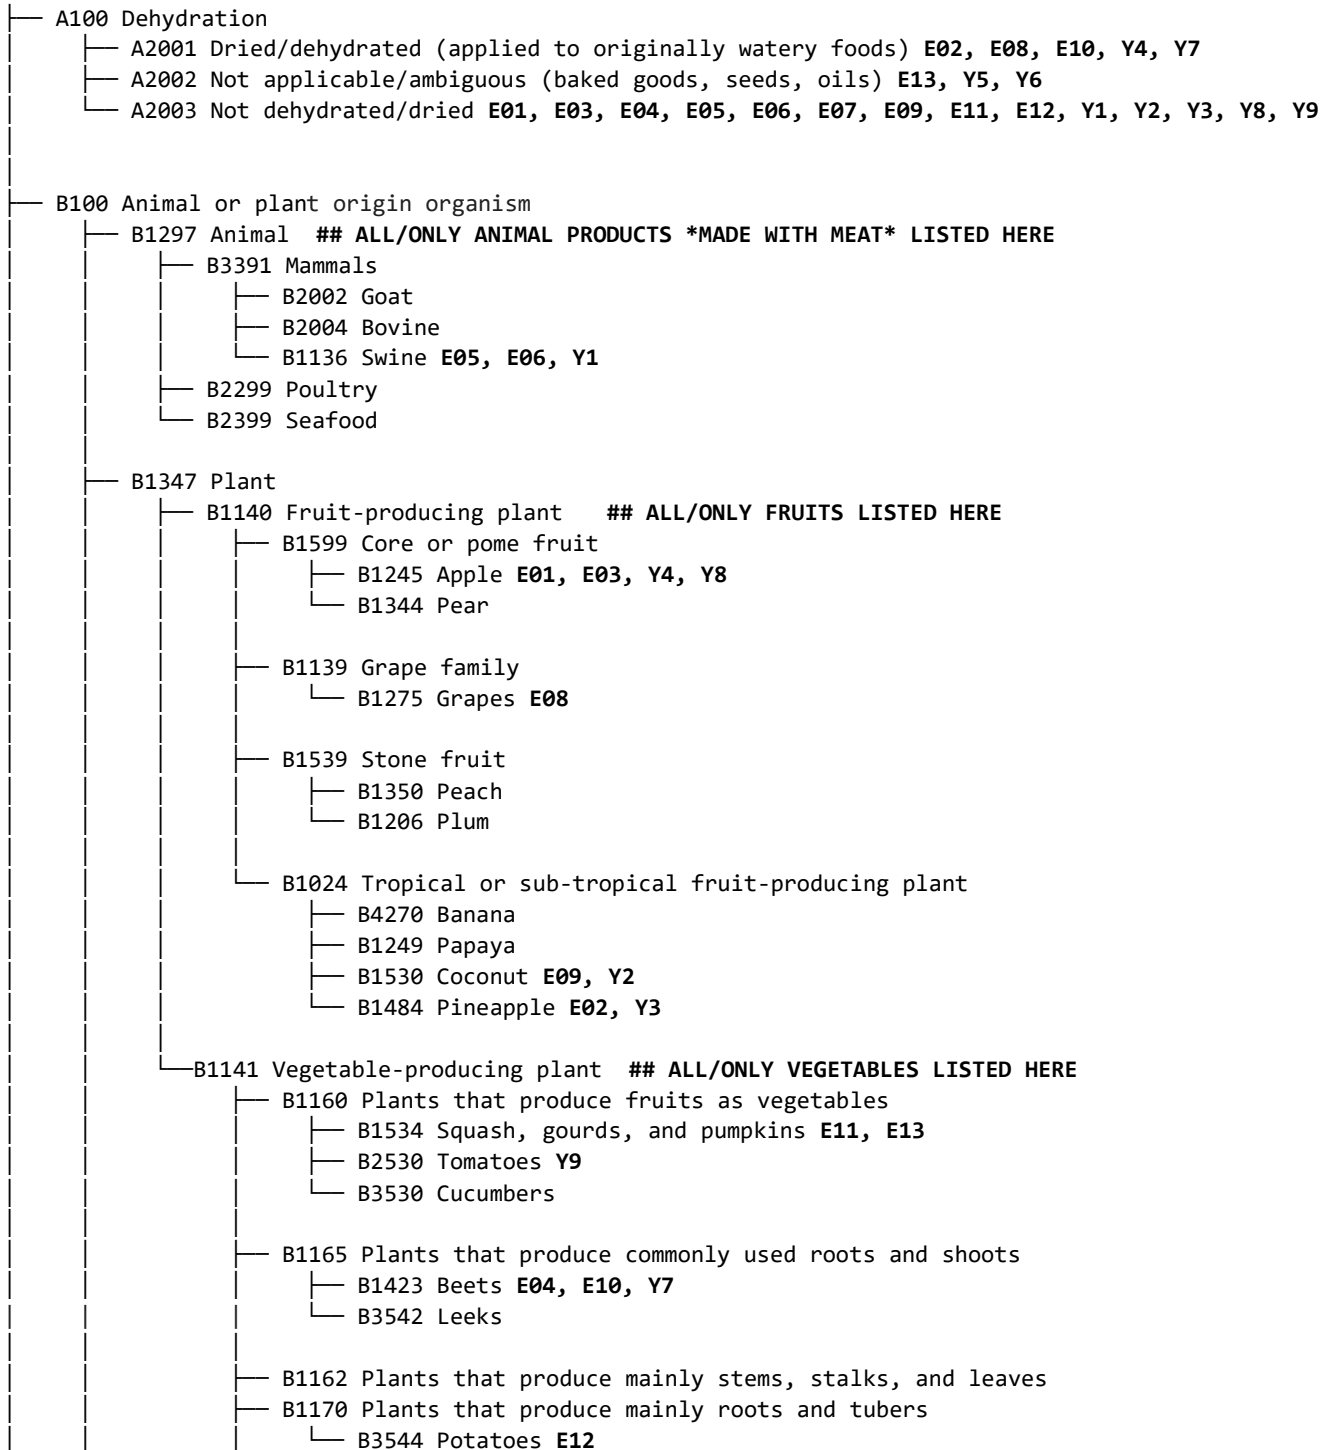 A100 Dehydration
A2001 Dried/dehydrated (applied to originally watery foods) E02, E08, E10, Y4, Y7
A2002 Not applicable/ambiguous (baked goods, seeds, oils) E13, Y5, Y6
A2003 Not dehydrated/dried E01, E03, E04, E05, E06, E07, E09, E11, E12, Y1, Y2, Y3, Y8, Y9
B100 Animal or plant origin organism
B1297 Animal ## ALL/ONLY ANIMAL PRODUCTS *MADE WITH MEAT* LISTED HERE
B3391 Mammals
B2002 Goat
B2004 Bovine
B1136 Swine E05, E06, Y1
B2299 Poultry
B2399 Seafood
B1347 Plant
B1140 Fruit-producing plant ## ALL/ONLY FRUITS LISTED HERE
B1599 Core or pome fruit
B1245 Apple E01, E03, Y4, Y8
B1344 Pear
B1139 Grape family
B1275 Grapes E08
B1539 Stone fruit
B1350 Peach
B1206 Plum
B1024 Tropical or sub-tropical fruit-producing plant
B4270 Banana
B1249 Papaya
B1530 Coconut E09, Y2
B1484 Pineapple E02, Y3
B1141 Vegetable-producing plant ## ALL/ONLY VEGETABLES LISTED HERE
B1160 Plants that produce fruits as vegetables
B1534 Squash, gourds, and pumpkins E11, E13
B2530 Tomatoes Y9
B3530 Cucumbers
B1165 Plants that produce commonly used roots and shoots
B1423 Beets E04, E10, Y7
B3542 Leeks
B1162 Plants that produce mainly stems, stalks, and leaves
B1170 Plants that produce mainly roots and tubers
B3544 Potatoes E12